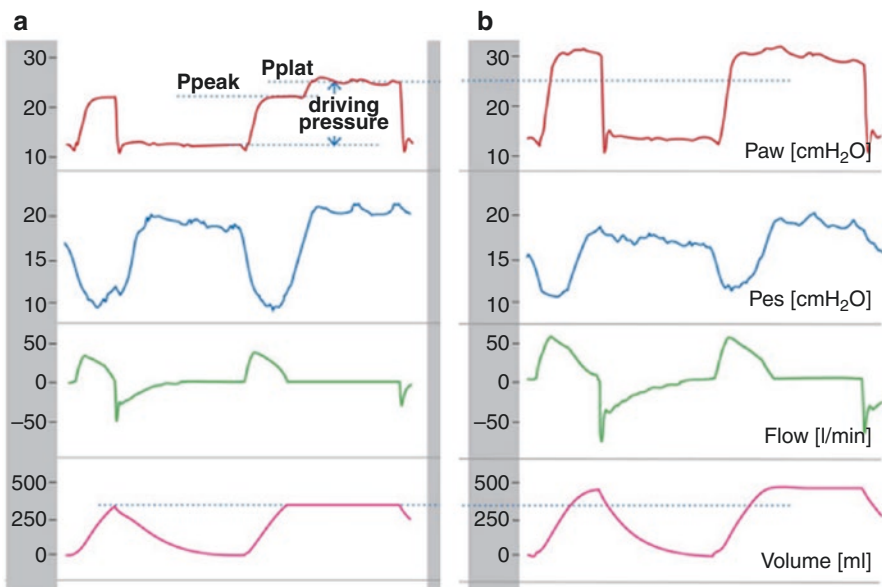 a
30
20
10
Ppeak
Pplat
driving
pressure
20
15
10
50
0
–50
500
250
0
b
30
20
10
Paw [cmH₂O]
20
15
10
Pes [cmH₂O]
50
0
–50
Flow [l/min]
500
250
0
Volume [ml]